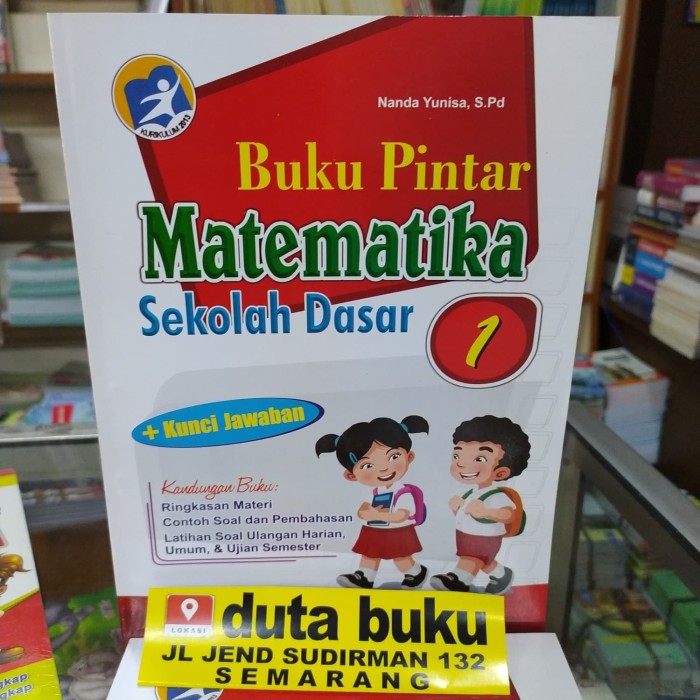 KURIKULUM 2013
Nanda Yunisa, S.Pd
Buku Pintar
Matematika
Sekolah Dasar
1
+ Kunci Jawaban
Kandungan Buku:
Ringkasan Materi
Contoh Soal dan Pembahasan
Latihan Soal Ulangan Harian,
Umum, & Ujian Semester
LOKASI
duta buku
JL JEND SUDIRMAN 132
SEMARANG